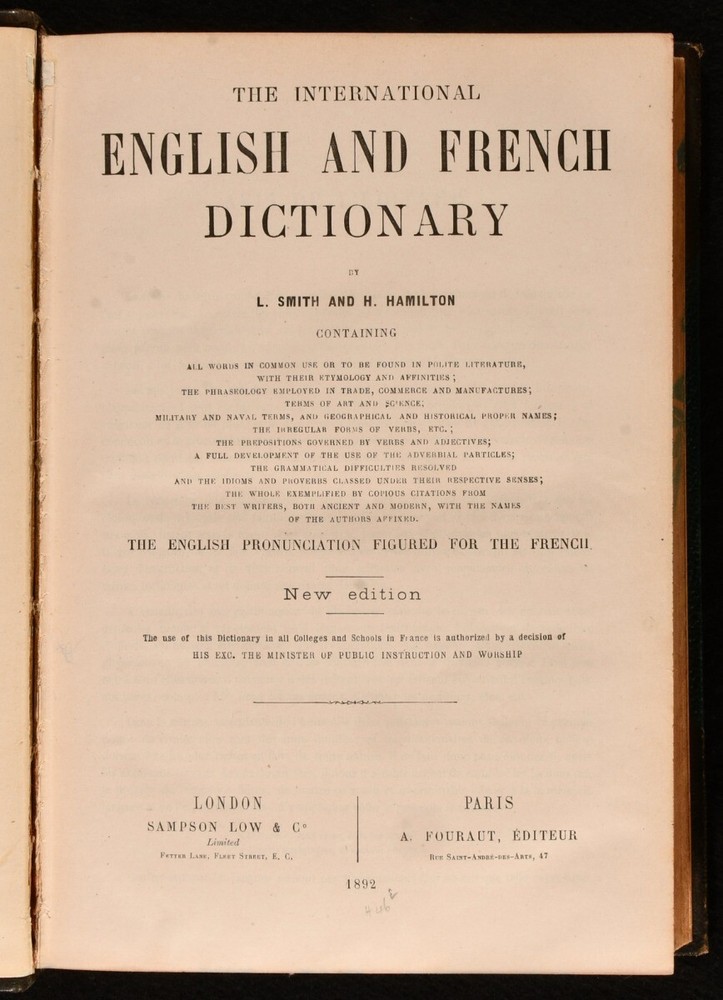 THE INTERNATIONAL
ENGLISH AND FRENCH
DICTIONARY
BY
L. SMITH AND H. HAMILTON
CONTAINING
ALL WORDS IN COMMON USE OR TO BE FOUND IN POLITE LITERATURE,
WITH THEIR ETYMOLOGY AND AFFINITIES;
THE PHRASEOLOGY EMPLOYED IN TRADE, COMMERCE AND MANUFACTURES;
TERMS OF ART AND SCIENCE;
MILITARY AND NAVAL TERMS, AND GEOGRAPHICAL AND HISTORICAL PROPER NAMES;
THE IRREGULAR FORMS OF VERBS, ETC.;
THE PREPOSITIONS GOVERNED BY VERBS AND ADJECTIVES;
A FULL DEVELOPMENT OF THE USE OF THE ADVERBIAL PARTICLES;
THE GRAMMATICAL DIFFICULTIES RESOLVED
AND THE IDIOMS AND PROVERBS CLASSED UNDER THEIR RESPECTIVE SENSES;
THE WHOLE EXEMPLIFIED BY COPIOUS CITATIONS FROM
THE BEST WRITERS, BOTH ANCIENT AND MODERN, WITH THE NAMES
OF THE AUTHORS AFFIXED.
THE ENGLISH PRONUNCIATION FIGURED FOR THE FRENCH.
New edition
The use of this Dictionary in all Colleges and Schools in France is authorized by a decision of
HIS EXC. THE MINISTER OF PUBLIC INSTRUCTION AND WORSHIP
LONDON
SAMPSON LOW & Cº
Limited
FETTER LANE, FLEET STREET, E. C.
PARIS
A. FOURAUT, ÉDITEUR
RUE SAINT-ANDRÉ-DES-ARTS, 47
1892